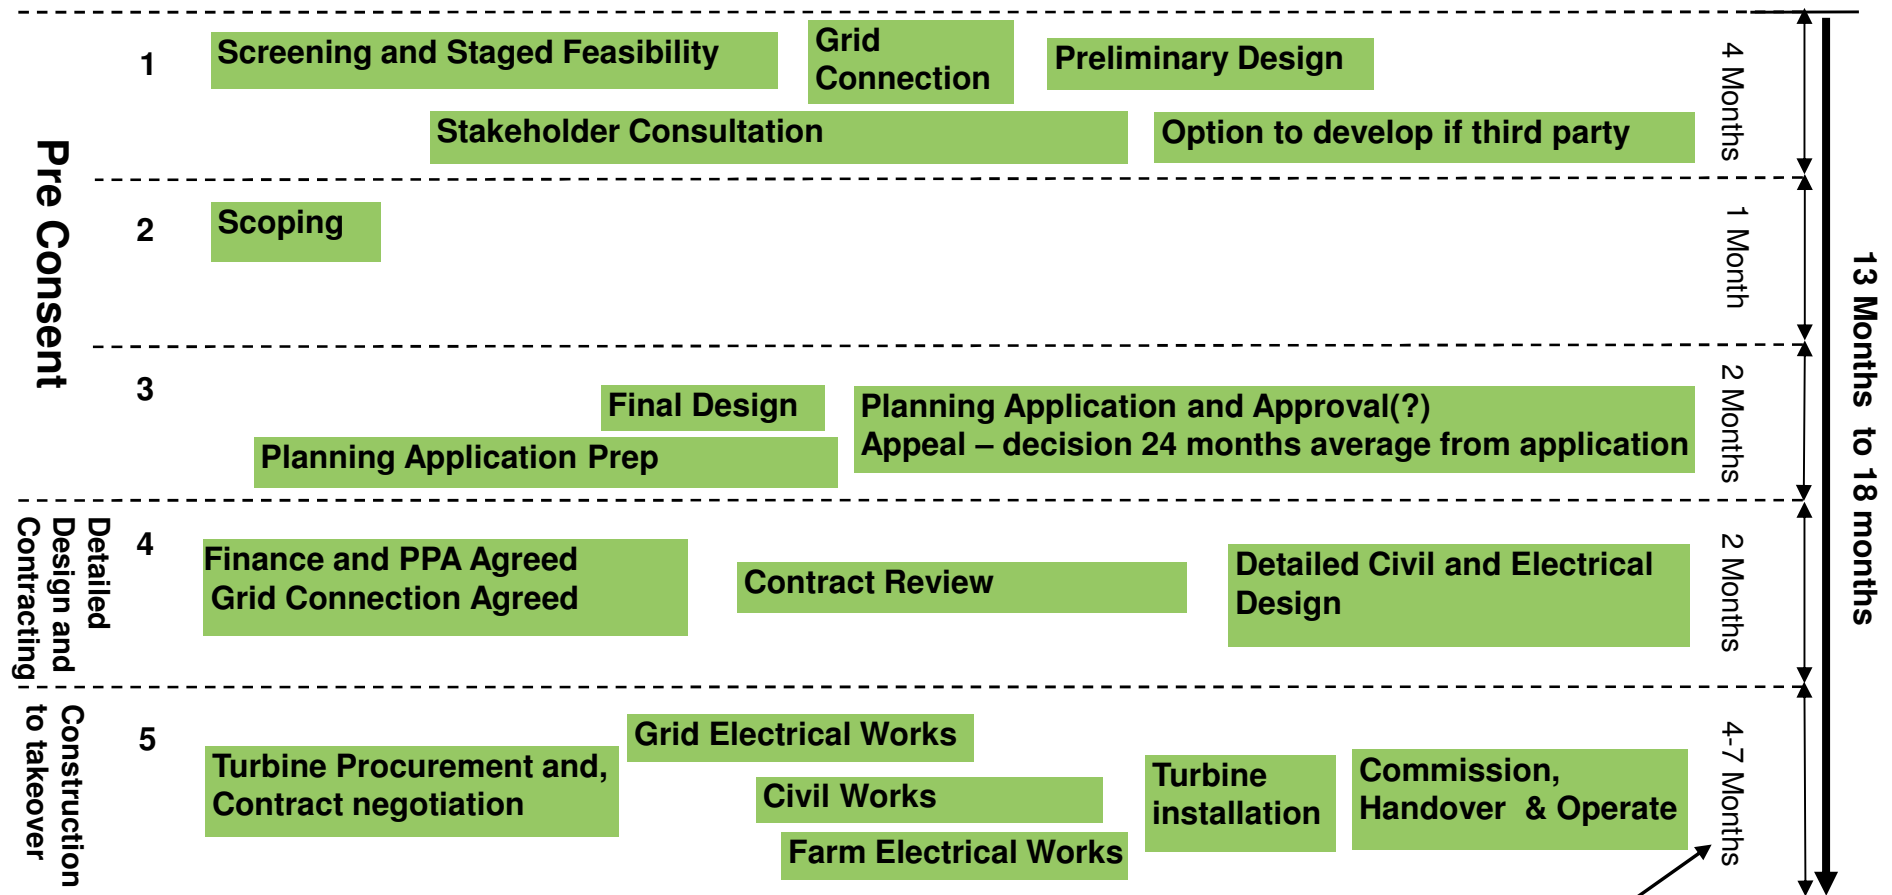 Pre Consent
1
Screening and Staged Feasibility
Grid
Connection
Preliminary Design
Stakeholder Consultation
Option to develop if third party
4 Months
2
Scoping
1 Month
3
Final Design
Planning Application Prep
Planning Application and Approval(?)
Appeal – decision 24 months average from application
2 Months
Detailed
Design and
Contracting
4
Finance and PPA Agreed
Grid Connection Agreed
Contract Review
Detailed Civil and Electrical
Design
2 Months
Construction
to takeover
5
Turbine Procurement and,
Contract negotiation
Grid Electrical Works
Civil Works
Farm Electrical Works
Turbine
installation
Commission,
Handover & Operate
4-7 Months
13 Months to 18 months